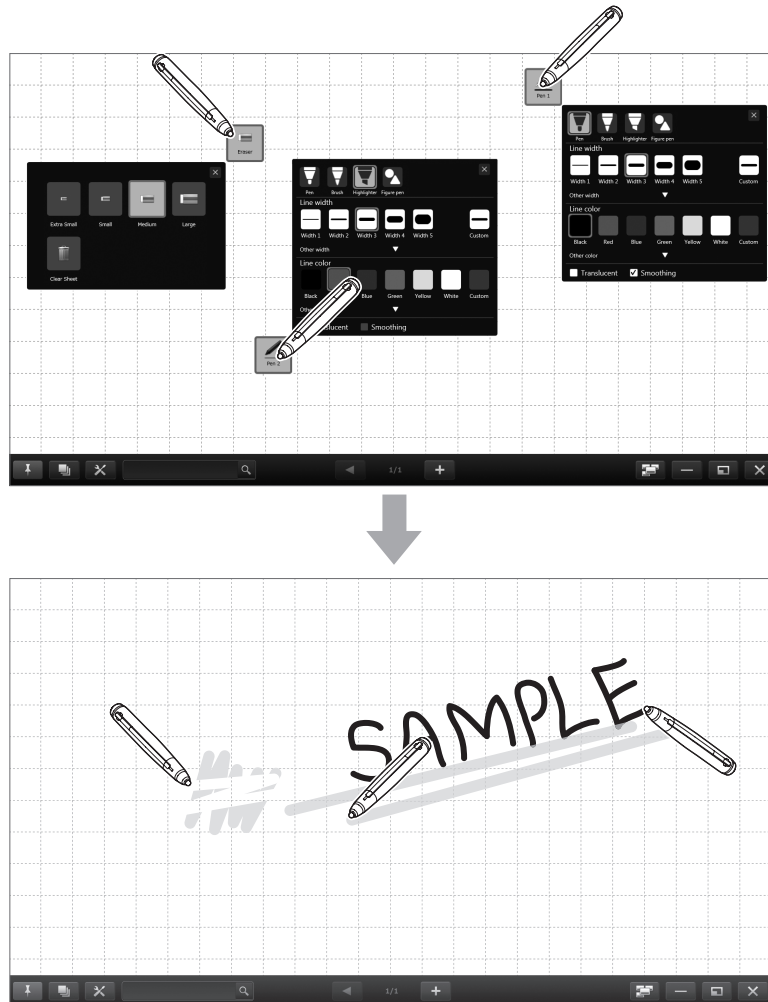 Pen 1
Eraser
Extra Small Small Medium Large
Clear Sheet
Pen Brush Highlighter Figure pen
Line width
Width 1 Width 2 Width 3 Width 4 Width 5 Custom
Other width
Line color
Black Blue Green Yellow White Custom
Smoothing
Pen 2
Pen Brush Highlighter Figure pen
Line width
Width 1 Width 2 Width 3 Width 4 Width 5 Custom
Other width
Line color
Black Red Blue Green Yellow White Custom
Other color
Translucent Smoothing
1/1
SAMPLE
1/1